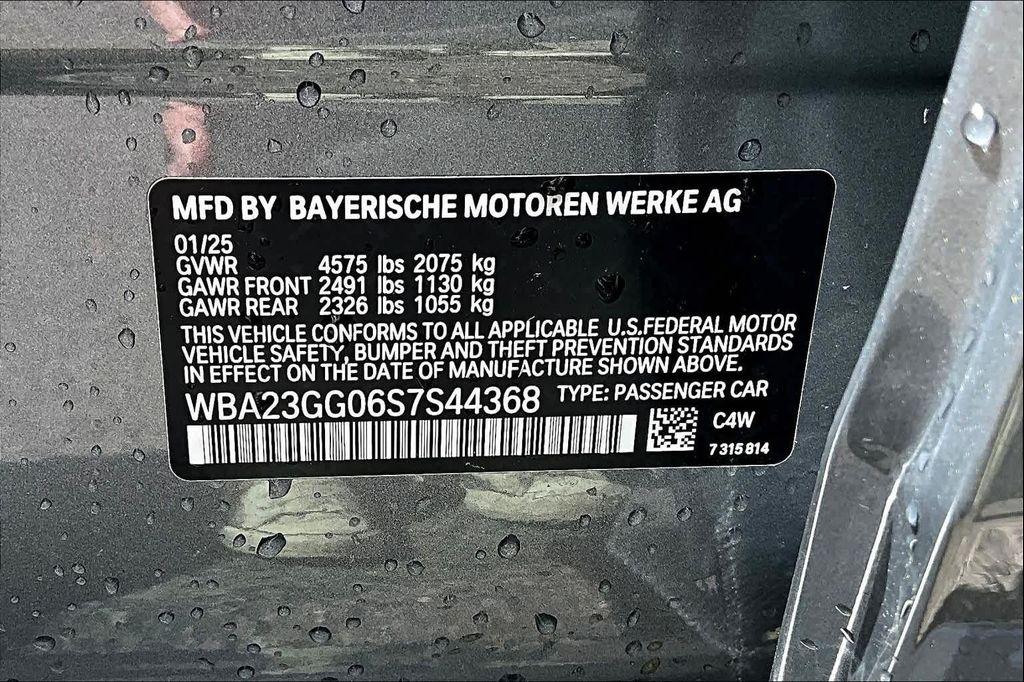 MFD BY BAYERISCHE MOTOREN WERKE AG
01/25
GVWR 4575 lbs 2075 kg
GAWR FRONT 2491 lbs 1130 kg
GAWR REAR 2326 lbs 1055 kg
THIS VEHICLE CONFORMS TO ALL APPLICABLE U.S.FEDERAL MOTOR
VEHICLE SAFETY, BUMPER AND THEFT PREVENTION STANDARDS
IN EFFECT ON THE DATE OF MANUFACTURE SHOWN ABOVE.
WBA23GG06S7S44368 TYPE: PASSENGER CAR
C4W
7315814